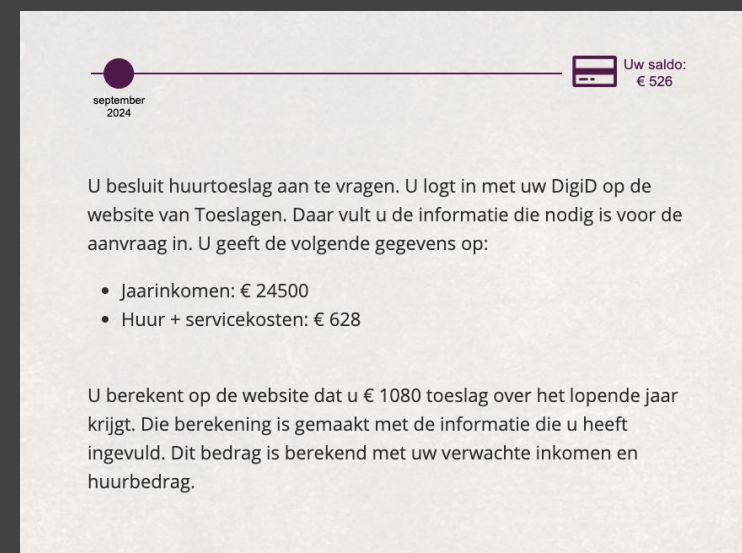 september
2024
Uw saldo:
€ 526
U besluit huurtoeslag aan te vragen. U logt in met uw DigiD op de
website van Toeslagen. Daar vult u de informatie die nodig is voor de
aanvraag in. U geeft de volgende gegevens op:
• Jaarinkomen: € 24500
• Huur + servicekosten: € 628
U berekent op de website dat u € 1080 toeslag over het lopende jaar
krijgt. Die berekening is gemaakt met de informatie die u heeft
ingevuld. Dit bedrag is berekend met uw verwachte inkomen en
huurbedrag.